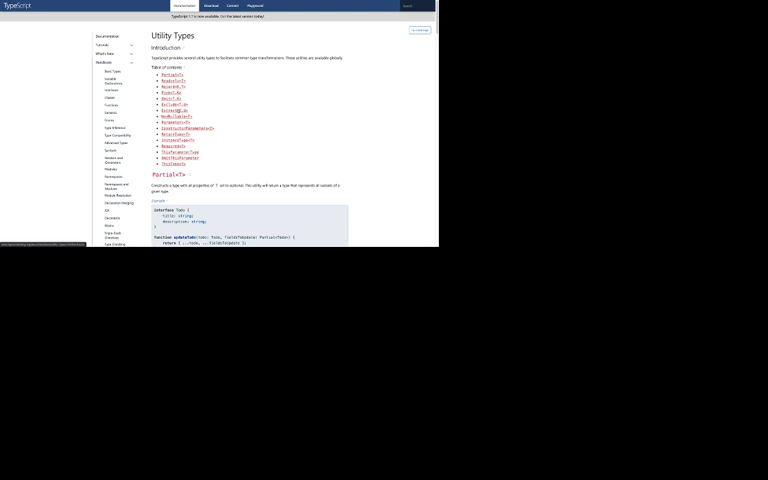 TypeScript
Documentation Download Connect Playground
Search
TypeScript 3.7 is now available. Get the latest version today!
Documentation
Tutorials
What's New
Handbook
Basic Types
Variable Declarations
Interfaces
Classes
Functions
Generics
Enums
Type Inference
Type Compatibility
Advanced Types
Symbols
Iterators and Generators
Modules
Namespaces
Namespaces and Modules
Module Resolution
Declaration Merging
JSX
Decorators
Mixins
Triple-Slash Directives
Type Checking
Utility Types
Introduction
TypeScript provides several utility types to facilitate common type transformations. These utilities are available globally.
Table of contents
Partial<T>
Readonly<T>
Record<K,T>
Pick<T,K>
Omit<T,K>
Exclude<T,U>
Extract<T,U>
NonNullable<T>
Parameters<T>
ConstructorParameters<T>
ReturnType<T>
InstanceType<T>
Required<T>
ThisParameterType
OmitThisParameter
ThisType<T>
Partial<T>
Constructs a type with all properties of T set to optional. This utility will return a type that represents all subsets of a
given type.
Example
interface Todo {
title: string;
description: string;
}
function updateTodo(todo: Todo, fieldsToUpdate: Partial<Todo>) {
return { ...todo, ...fieldsToUpdate };